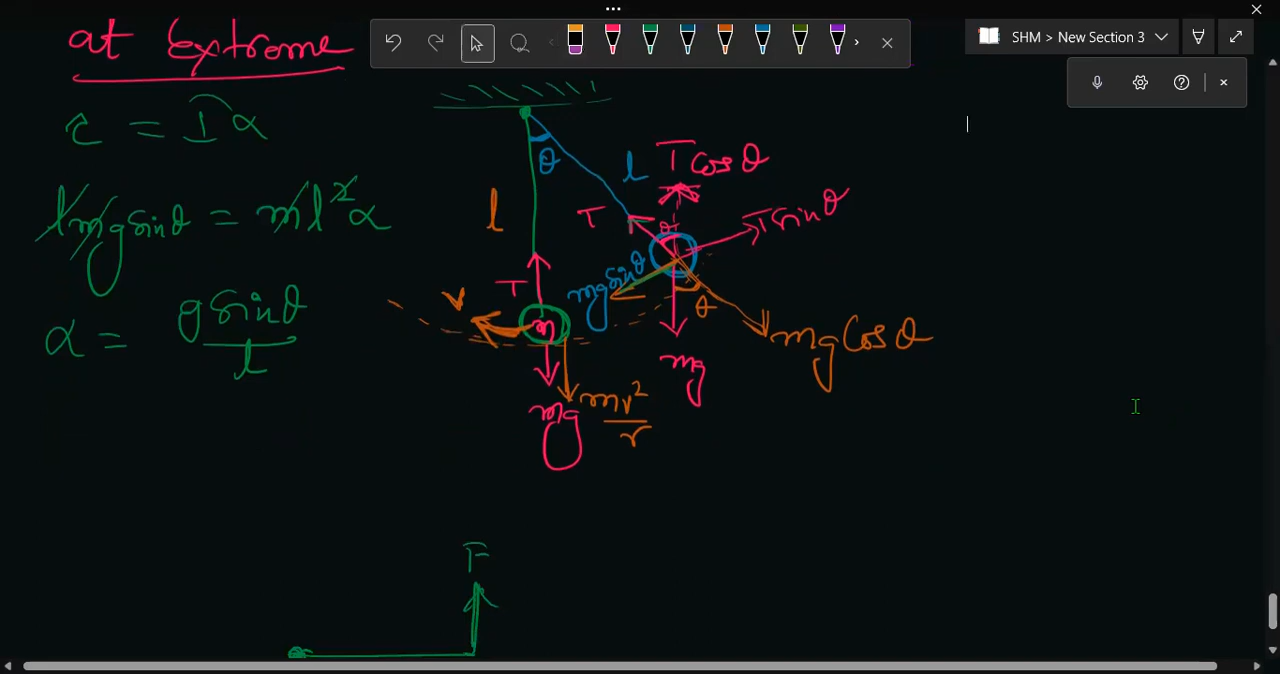 SHM > New Section 3
at Extreme
τ = Iα
lmg sinθ = ml²α
α = g sinθ / l
θ
l
l
T
T cosθ
T sinθ
θ
mg sinθ
θ
mg cosθ
mg
T
v
m
mg
mv² / r
F